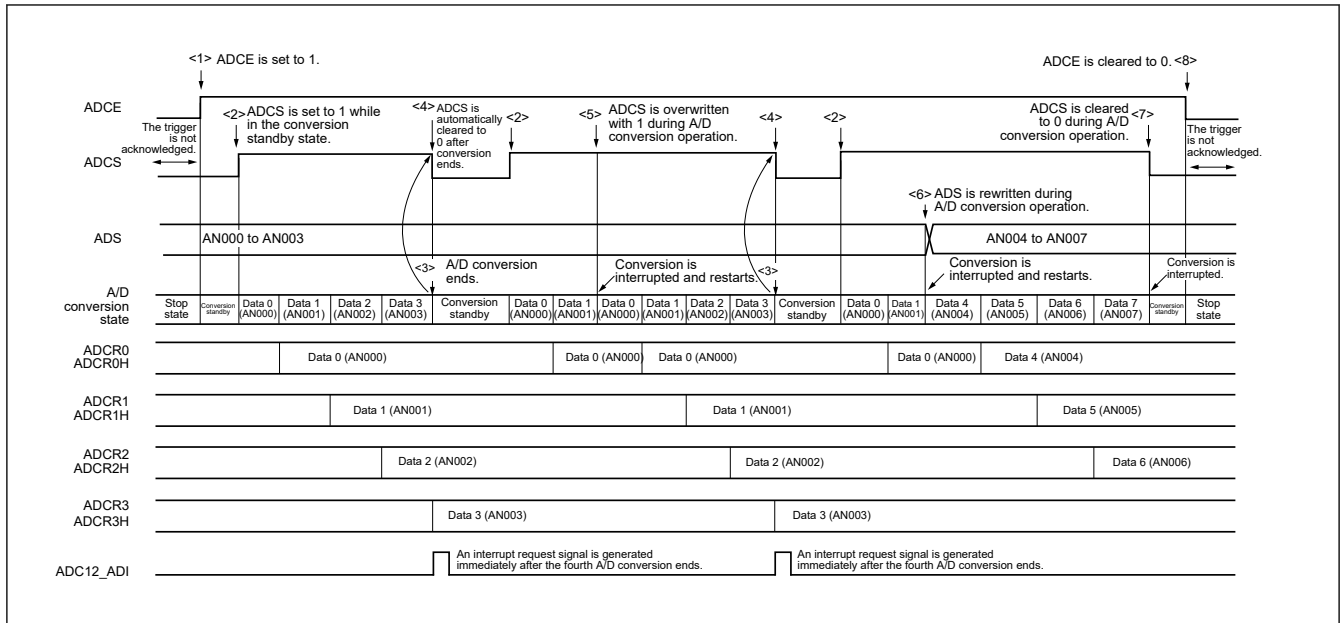 <1> ADCE is set to 1.
ADCE is cleared to 0. <8>
ADCE
The trigger
is not
acknowledged.
<2> ADCS is set to 1 while
in the conversion
standby state.
<4> ADCS is
automatically
cleared to
0 after
conversion
ends.
<2>
<5> ADCS is overwritten
with 1 during A/D
conversion operation.
<4>
<2>
ADCS is cleared <7>
to 0 during A/D
conversion operation.
The trigger
is not
acknowledged.
ADCS
<6> ADS is rewritten during
A/D conversion operation.
ADS
AN000 to AN003
AN004 to AN007
<3> A/D conversion
ends.
Conversion is
interrupted and restarts.
<3>
Conversion is
interrupted and restarts.
Conversion is
interrupted.
A/D
conversion
state
Stop
state
Conversion
standby
Data 0
(AN000)
Data 1
(AN001)
Data 2
(AN002)
Data 3
(AN003)
Conversion
standby
Data 0
(AN000)
Data 1
(AN001)
Data 0
(AN000)
Data 1
(AN001)
Data 2
(AN002)
Data 3
(AN003)
Conversion
standby
Data 0
(AN000)
Data 1
(AN001)
Data 4
(AN004)
Data 5
(AN005)
Data 6
(AN006)
Data 7
(AN007)
Conversion
standby
Stop
state
ADCR0
ADCR0H
Data 0 (AN000)
Data 0 (AN000)
Data 0 (AN000)
Data 0 (AN000)
Data 4 (AN004)
ADCR1
ADCR1H
Data 1 (AN001)
Data 1 (AN001)
Data 5 (AN005)
ADCR2
ADCR2H
Data 2 (AN002)
Data 2 (AN002)
Data 6 (AN006)
ADCR3
ADCR3H
Data 3 (AN003)
Data 3 (AN003)
ADC12_ADI
An interrupt request signal is generated
immediately after the fourth A/D conversion ends.
An interrupt request signal is generated
immediately after the fourth A/D conversion ends.